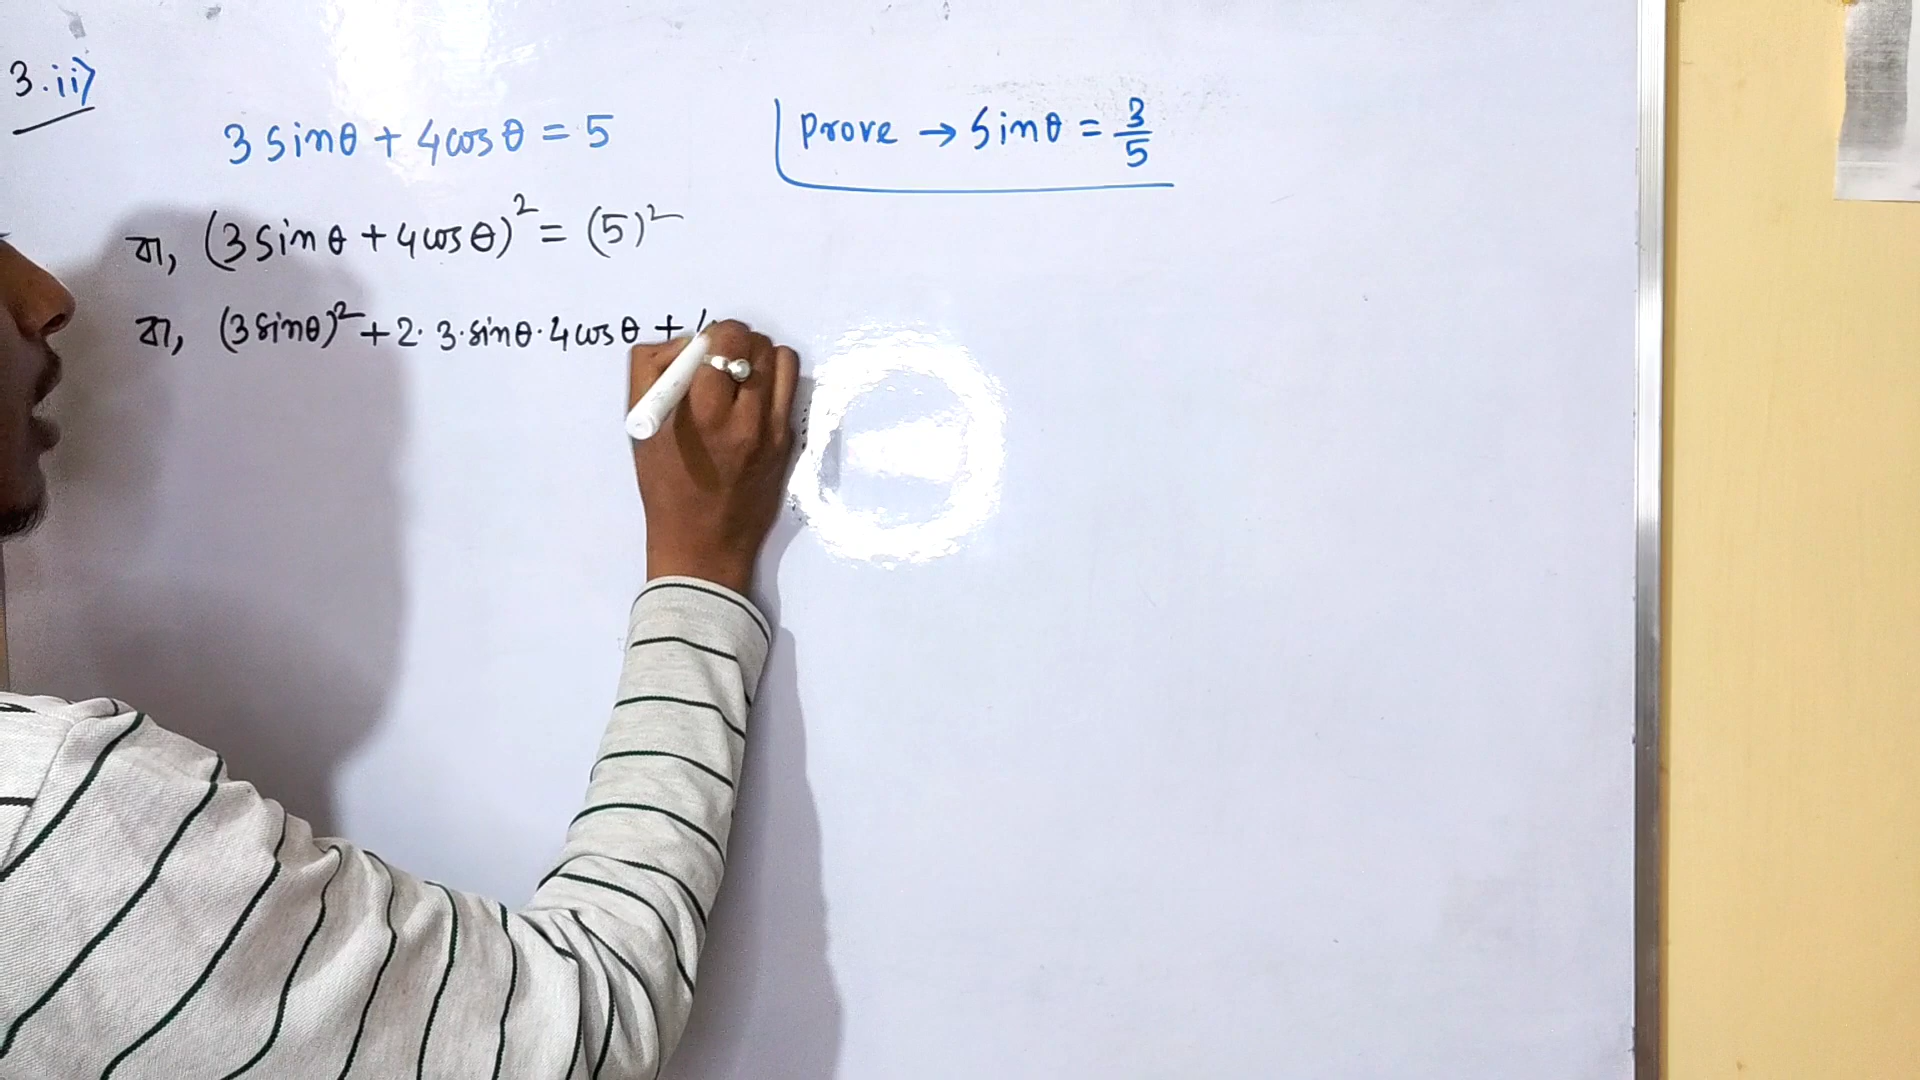 3.ii)
3 sinθ + 4cosθ = 5
Prove → sinθ = 3/5
বা, (3 sinθ + 4cosθ)² = (5)²
বা, (3 sinθ)² + 2· 3·sinθ· 4cosθ +